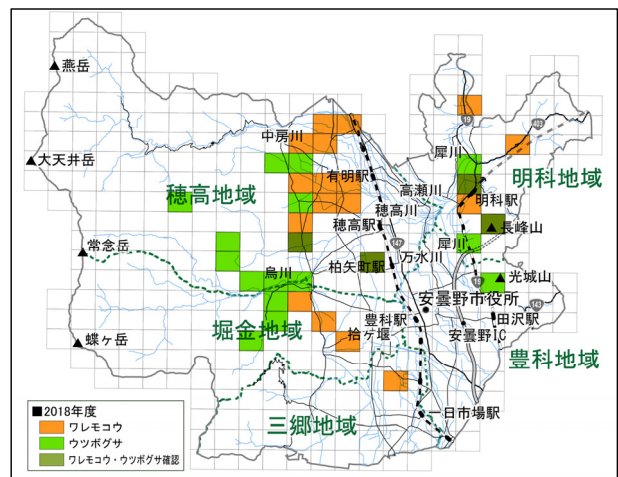 ▲燕岳
中房川
19
403
▲大天井岳
有明駅
犀川
明科地域
穂高地域
高瀬川
明科駅
穂高川
穂高駅
長峰山
常念岳
147
犀川
柏矢町駅
万水川
烏川
光城山
19
安曇野市役所
143
豊科駅
田沢駅
堀金地域
拾ケ堰
安曇野IC
▲蝶ヶ岳
豊科地域
三郷地域
一日市場駅
■2018年度
ワレモコウ
ウツボグサ
ワレモコウ・ウツボグサ確認